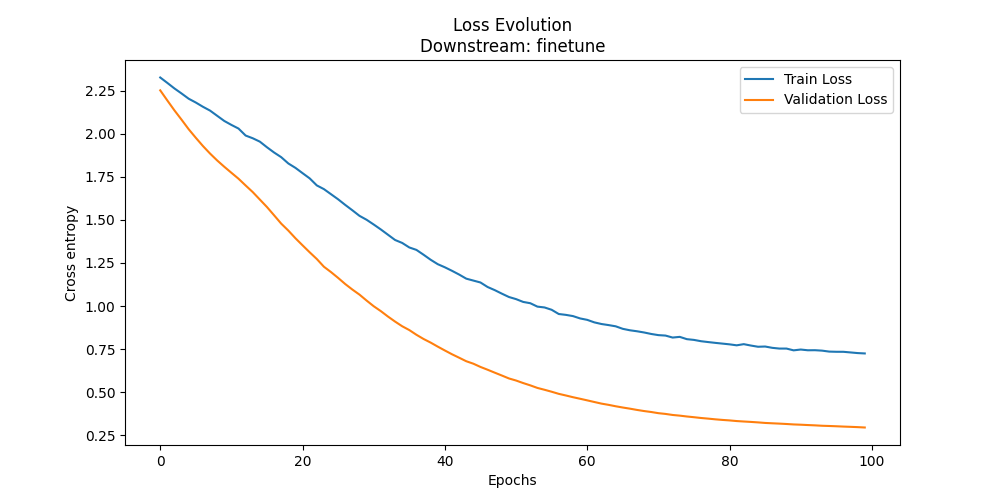 Loss Evolution
Downstream: finetune
Train Loss
Validation Loss
Cross entropy
2.25
2.00
1.75
1.50
1.25
1.00
0.75
0.50
0.25
0 20 40 60 80 100
Epochs